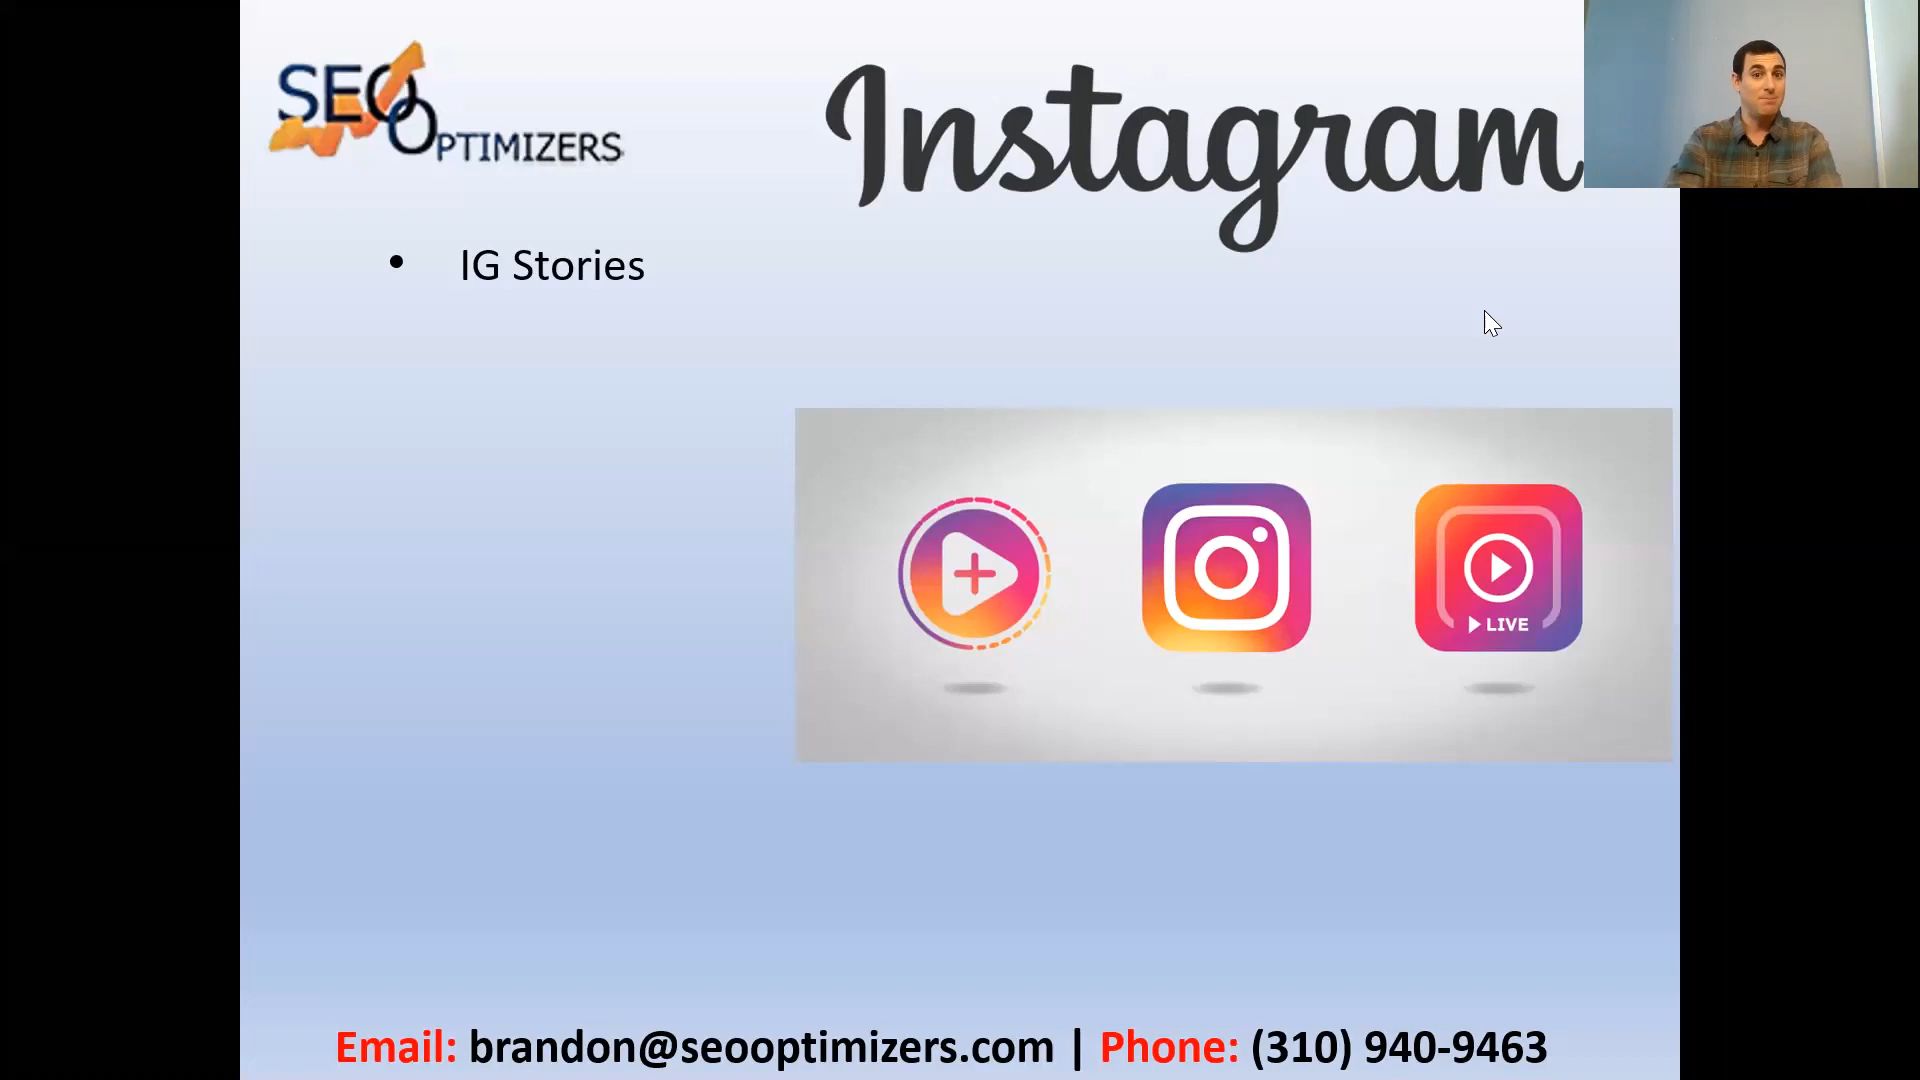 SEO
OPTIMIZERS
Instagram
• IG Stories
LIVE
Email: brandon@seooptimizers.com | Phone: (310) 940-9463